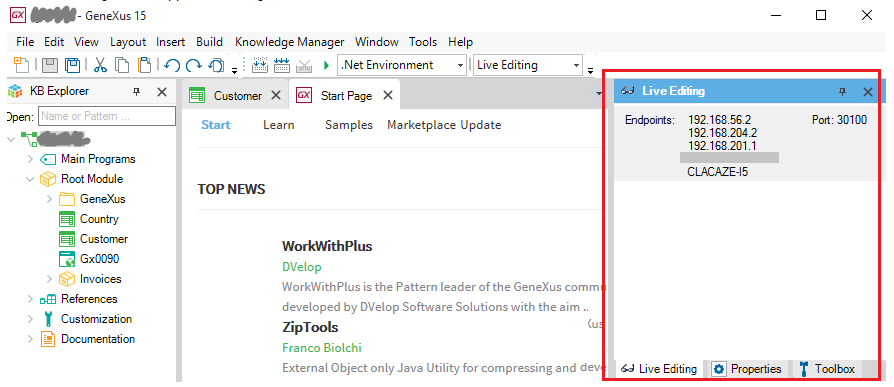 GX - GeneXus 15
File Edit View Layout Insert Build Knowledge Manager Window Tools Help
.Net Environment Live Editing
KB Explorer
Open: Name or Pattern ...
Main Programs
Root Module
GeneXus
Country
Customer
Gx0090
Invoices
References
Customization
Documentation
Customer GX Start Page
Start Learn Samples Marketplace Update
TOP NEWS
WorkWithPlus
DVelop
WorkWithPlus is the Pattern leader of the GeneXus commu
developed by DVelop Software Solutions with the aim ..
ZipTools
Franco Biolchi
External Object only Java Utility for compressing and deve
Live Editing
Endpoints: 192.168.56.2 Port: 30100
192.168.204.2
192.168.201.1
CLACAZE-I5
Live Editing Properties Toolbox